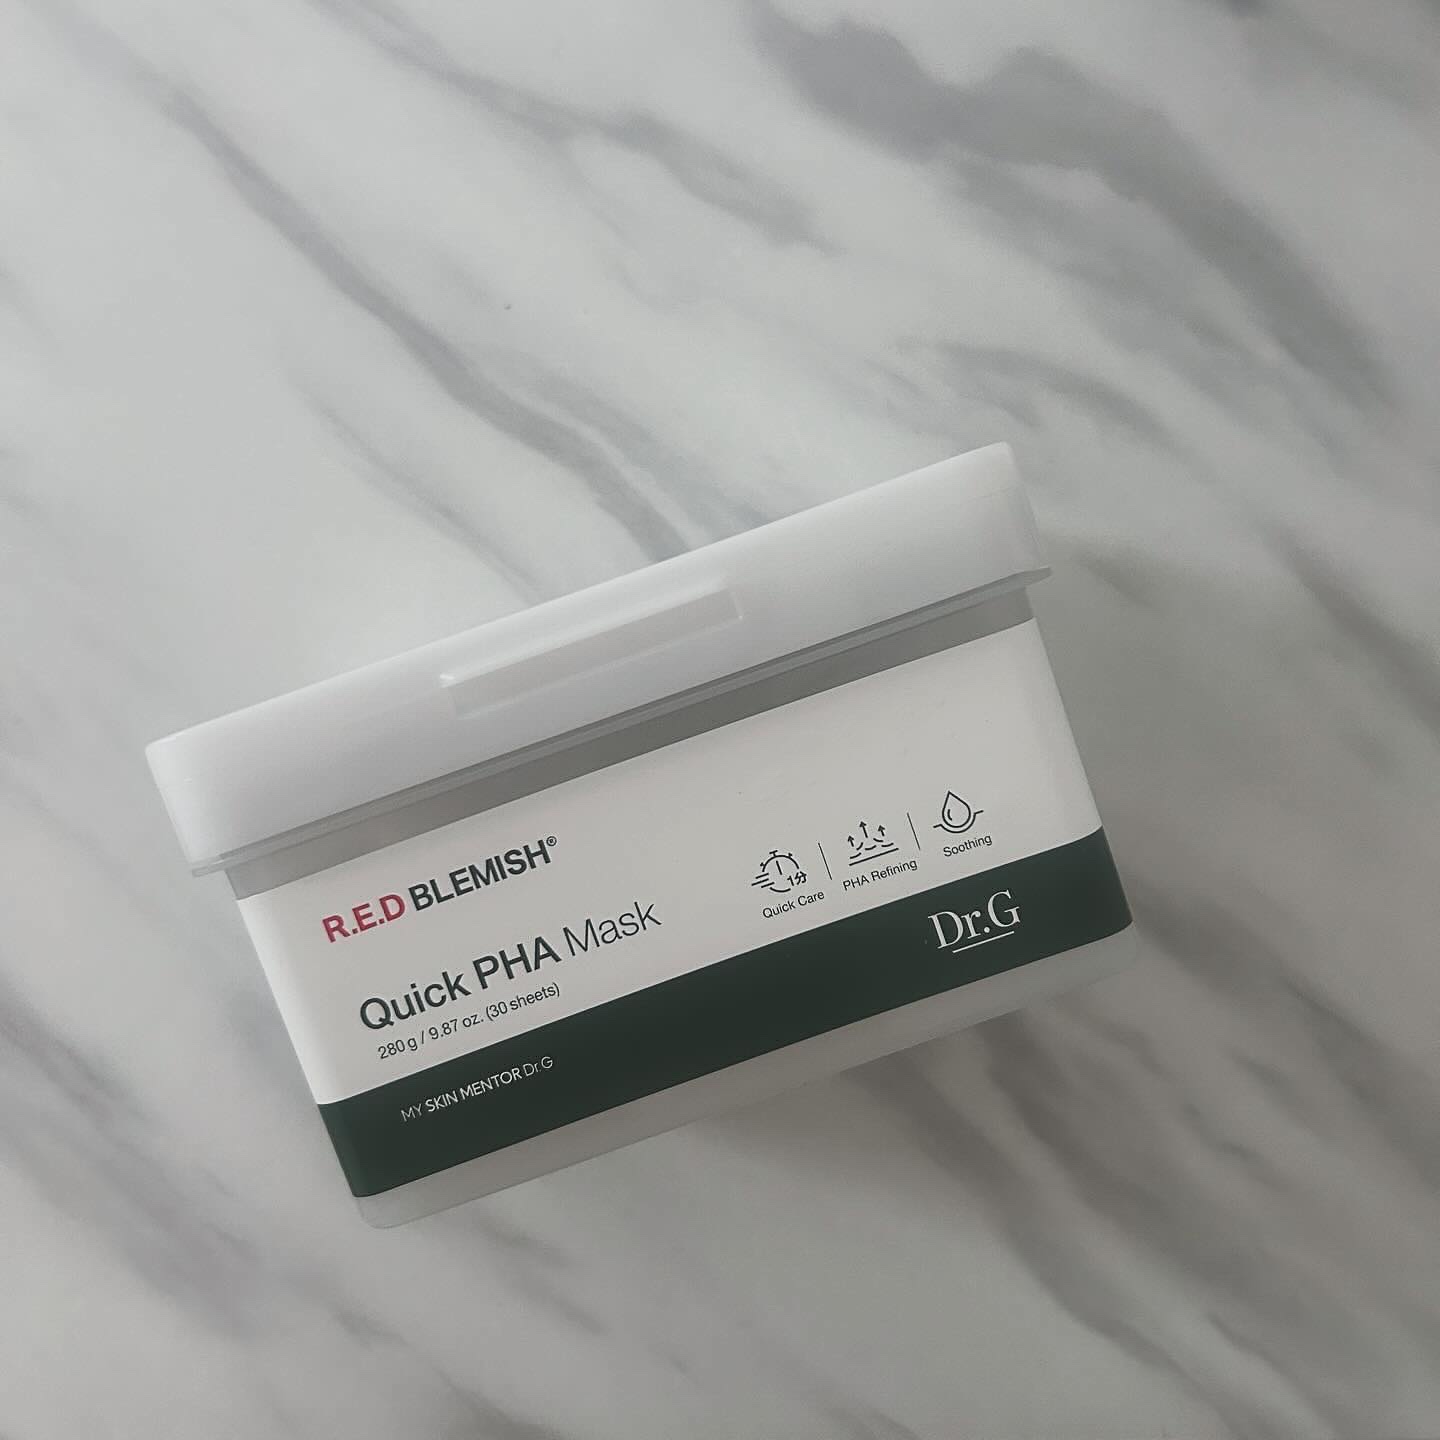 R.E.D BLEMISH®
Quick PHA Mask
280 g / 9.87 oz. (30 sheets)
1分
Quick Care
PHA Refining
Soothing
Dr.G
MY SKIN MENTOR Dr.G